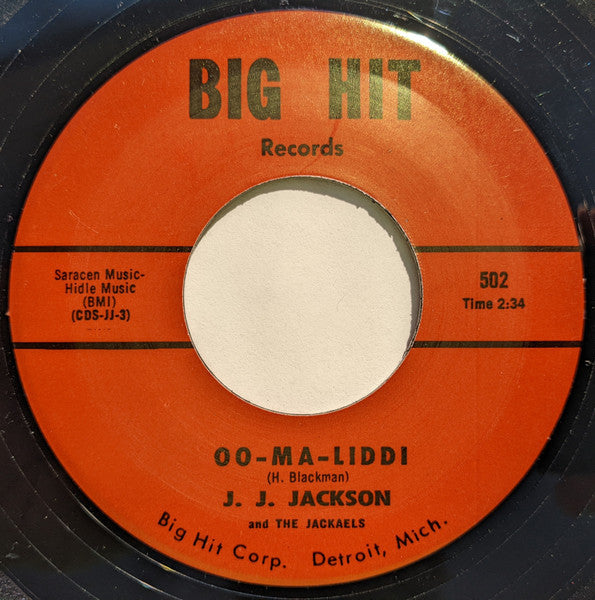 BIG HIT
Records
Saracen Music-
Hidle Music
(BMI)
(CDS-JJ-3)
502
Time 2:34
OO-MA-LIDDI
(H. Blackman)
J. J. JACKSON
and THE JACKAELS
Big Hit Corp. Detroit, Mich.